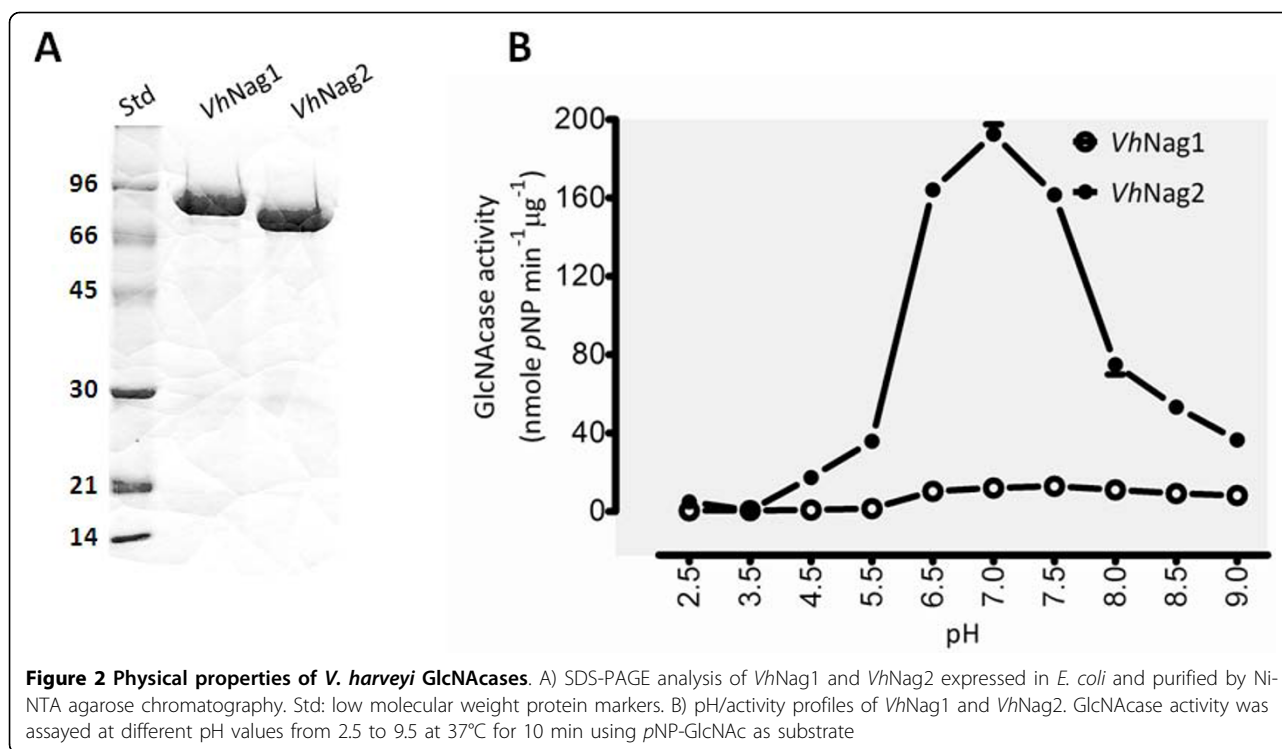 A
Std VhNag1 VhNag2
96
66
45
30
21
14
B
GlcNAcase activity
(nmole pNP min⁻¹µg⁻¹)
200
160
120
80
40
0
VhNag1
VhNag2
2.5 3.5 4.5 5.5 6.5 7.0 7.5 8.0 8.5 9.0
pH
Figure 2 Physical properties of V. harveyi GlcNAcases. A) SDS-PAGE analysis of VhNag1 and VhNag2 expressed in E. coli and purified by Ni-
NTA agarose chromatography. Std: low molecular weight protein markers. B) pH/activity profiles of VhNag1 and VhNag2. GlcNAcase activity was
assayed at different pH values from 2.5 to 9.5 at 37°C for 10 min using pNP-GlcNAc as substrate